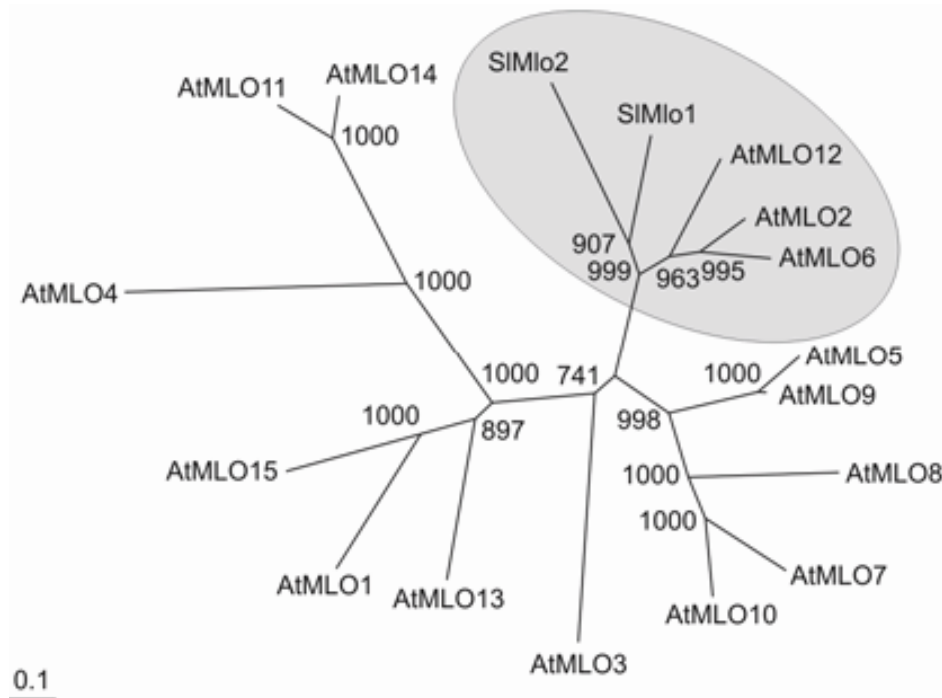 SlMlo2
AtMLO14
AtMLO11
SlMlo1
1000
AtMLO12
AtMLO2
907
AtMLO6
999
963
995
1000
AtMLO4
AtMLO5
1000
741
1000
AtMLO9
1000
998
897
AtMLO15
1000
AtMLO8
1000
AtMLO7
AtMLO1
AtMLO13
AtMLO10
AtMLO3
0.1